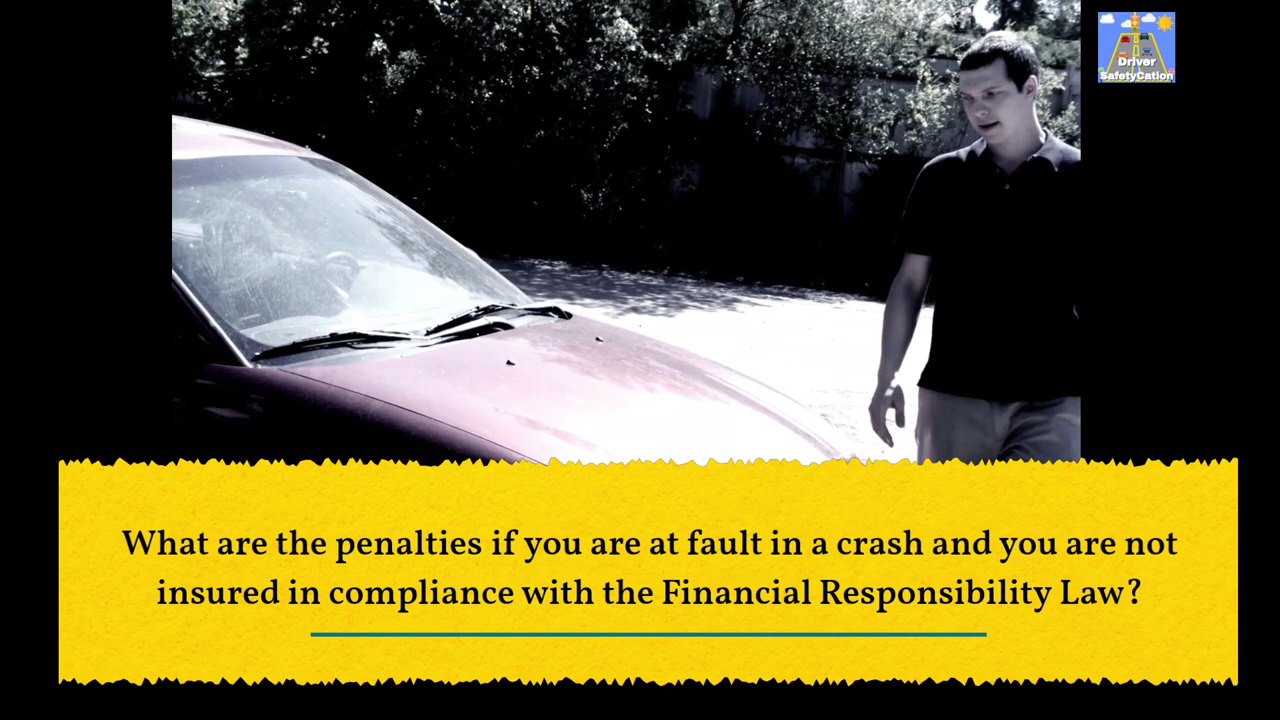 Driver
SafetyCation
What are the penalties if you are at fault in a crash and you are not
insured in compliance with the Financial Responsibility Law?